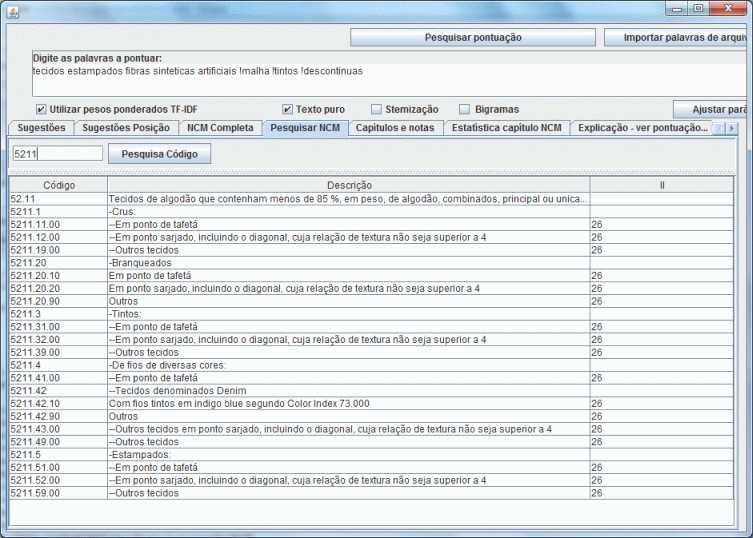 Pesquisar pontuação Importar palavras de arquiv
Digite as palavras a pontuar:
tecidos estampados fibras sinteticas artificiais !malha !tintos !descontinuas
Utilizar pesos ponderados TF-IDF Texto puro Stemização Bigramas Ajustar parâ
Sugestões Sugestões Posição NCM Completa Pesquisar NCM Capitulos e notas Estatística capítulo NCM Explicação - ver pontuação...
5211 Pesquisa Código
Código Descrição II
52.11 Tecidos de algodão que contenham menos de 85 %, em peso, de algodão, combinados, principal ou unica...
5211.1 -Crus:
5211.11.00 --Em ponto de tafetá 26
5211.12.00 --Em ponto sarjado, incluindo o diagonal, cuja relação de textura não seja superior a 4 26
5211.19.00 --Outros tecidos 26
5211.20 -Branqueados
5211.20.10 Em ponto de tafetá 26
5211.20.20 Em ponto sarjado, incluindo o diagonal, cuja relação de textura não seja superior a 4 26
5211.20.90 Outros 26
5211.3 -Tintos:
5211.31.00 --Em ponto de tafetá 26
5211.32.00 --Em ponto sarjado, incluindo o diagonal, cuja relação de textura não seja superior a 4 26
5211.39.00 --Outros tecidos 26
5211.4 -De fios de diversas cores:
5211.41.00 --Em ponto de tafetá 26
5211.42 --Tecidos denominados Denim
5211.42.10 Com fios tintos em indigo blue segundo Color Index 73.000 26
5211.42.90 Outros 26
5211.43.00 --Outros tecidos em ponto sarjado, incluindo o diagonal, cuja relação de textura não seja superior a 4 26
5211.49.00 --Outros tecidos 26
5211.5 -Estampados:
5211.51.00 --Em ponto de tafetá 26
5211.52.00 --Em ponto sarjado, incluindo o diagonal, cuja relação de textura não seja superior a 4 26
5211.59.00 --Outros tecidos 26